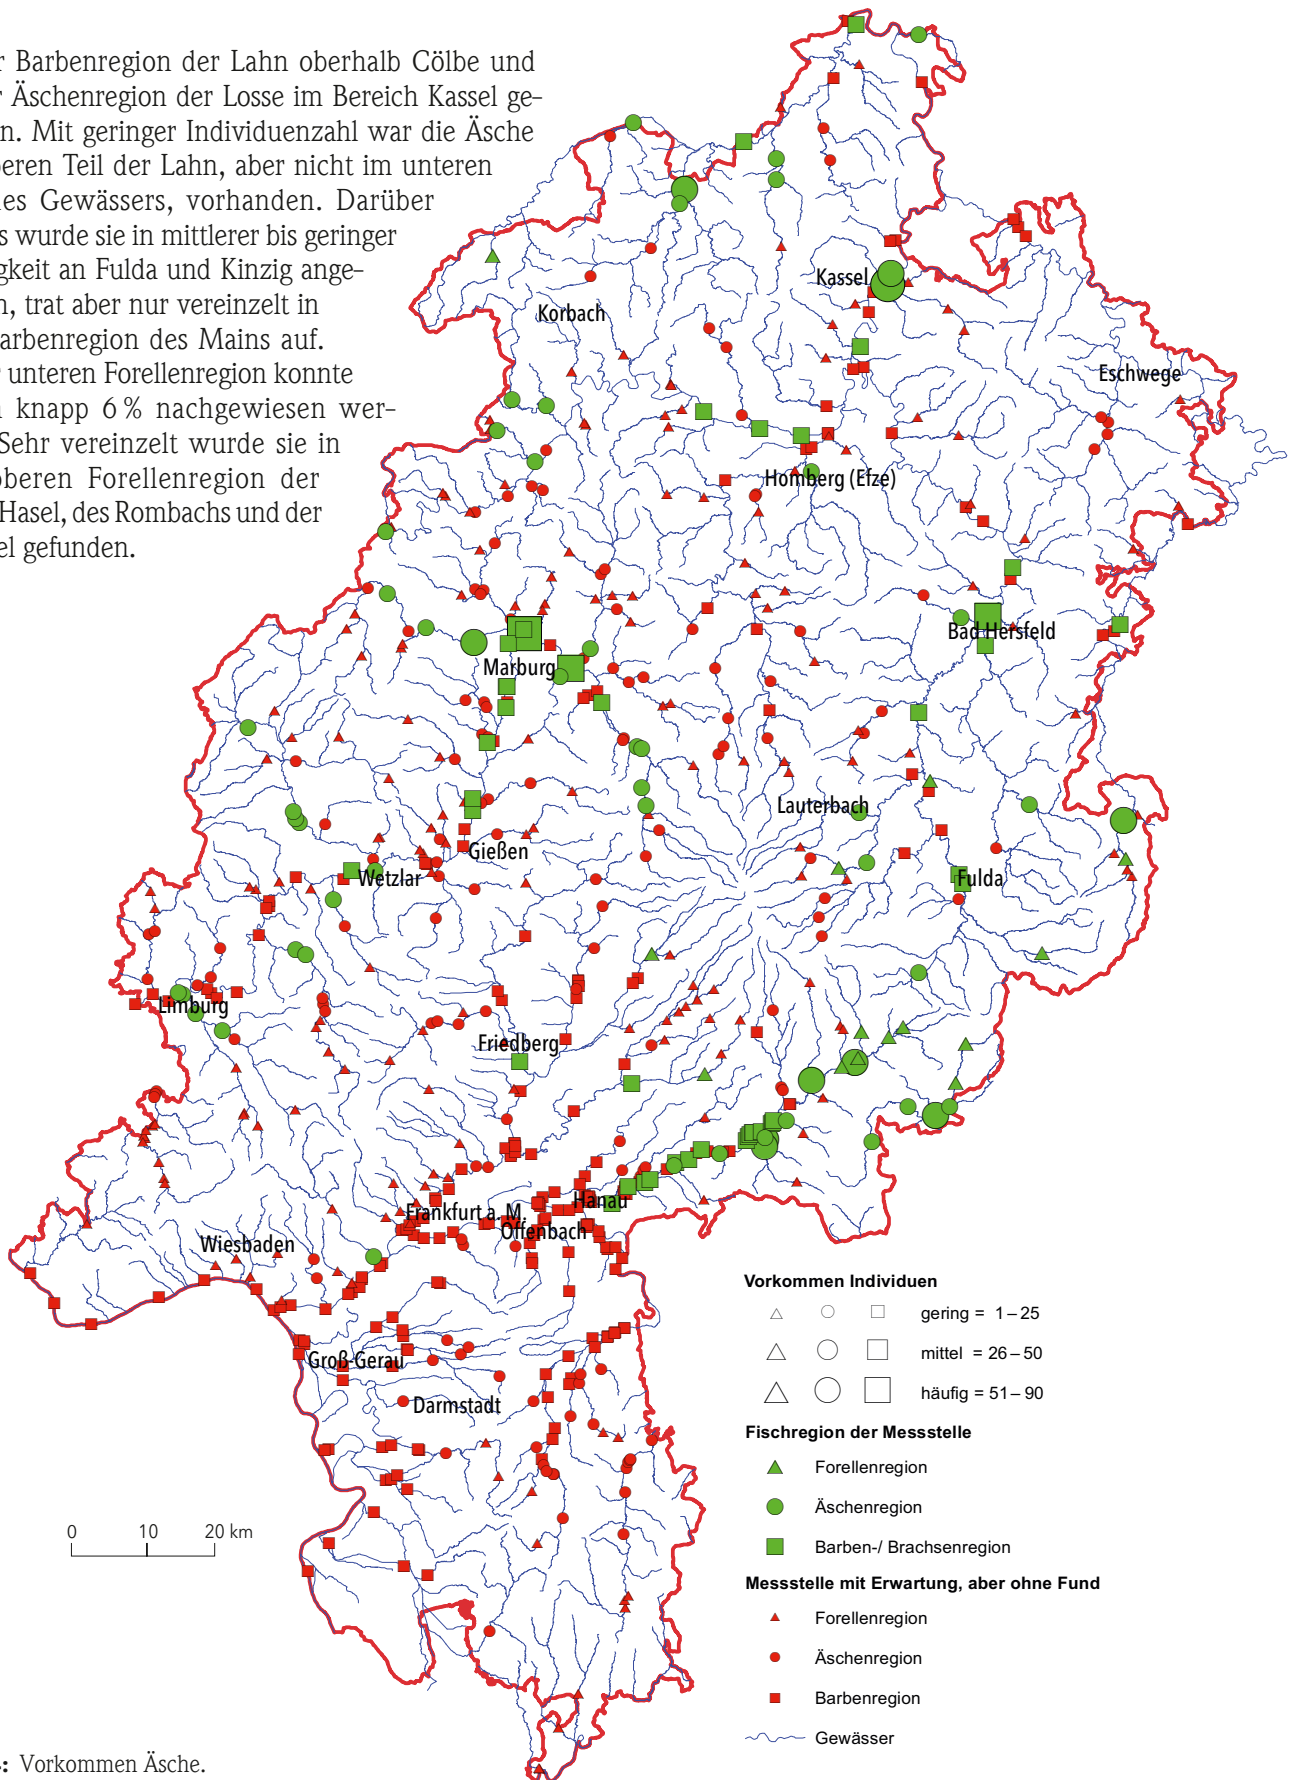 r Barbenregion der Lahn oberhalb Cölbe und
r Äschenregion der Losse im Bereich Kassel ge-
n. Mit geringer Individuenzahl war die Äsche
beren Teil der Lahn, aber nicht im unteren
les Gewässers, vorhanden. Darüber
s wurde sie in mittlerer bis geringer
gkeit an Fulda und Kinzig ange-
n, trat aber nur vereinzelt in
arbenregion des Mains auf.
r unteren Forellenregion konnte
n knapp 6 % nachgewiesen wer-
Sehr vereinzelt wurde sie in
oberen Forellenregion der
Hasel, des Rombachs und der
el gefunden.
Kassel
Korbach
Eschwege
Homberg (Efze)
Bad Hersfeld
Marburg
Lauterbach
Gießen
Wetzlar
Fulda
Limburg
Friedberg
Hanau
Frankfurt a. M.
Offenbach
Wiesbaden
Groß-Gerau
Darmstadt
Vorkommen Individuen
gering = 1 – 25
mittel = 26 – 50
häufig = 51 – 90
Fischregion der Messstelle
Forellenregion
Äschenregion
Barben-/ Brachsenregion
Messstelle mit Erwartung, aber ohne Fund
Forellenregion
Äschenregion
Barbenregion
Gewässer
0 10 20 km
: Vorkommen Äsche.